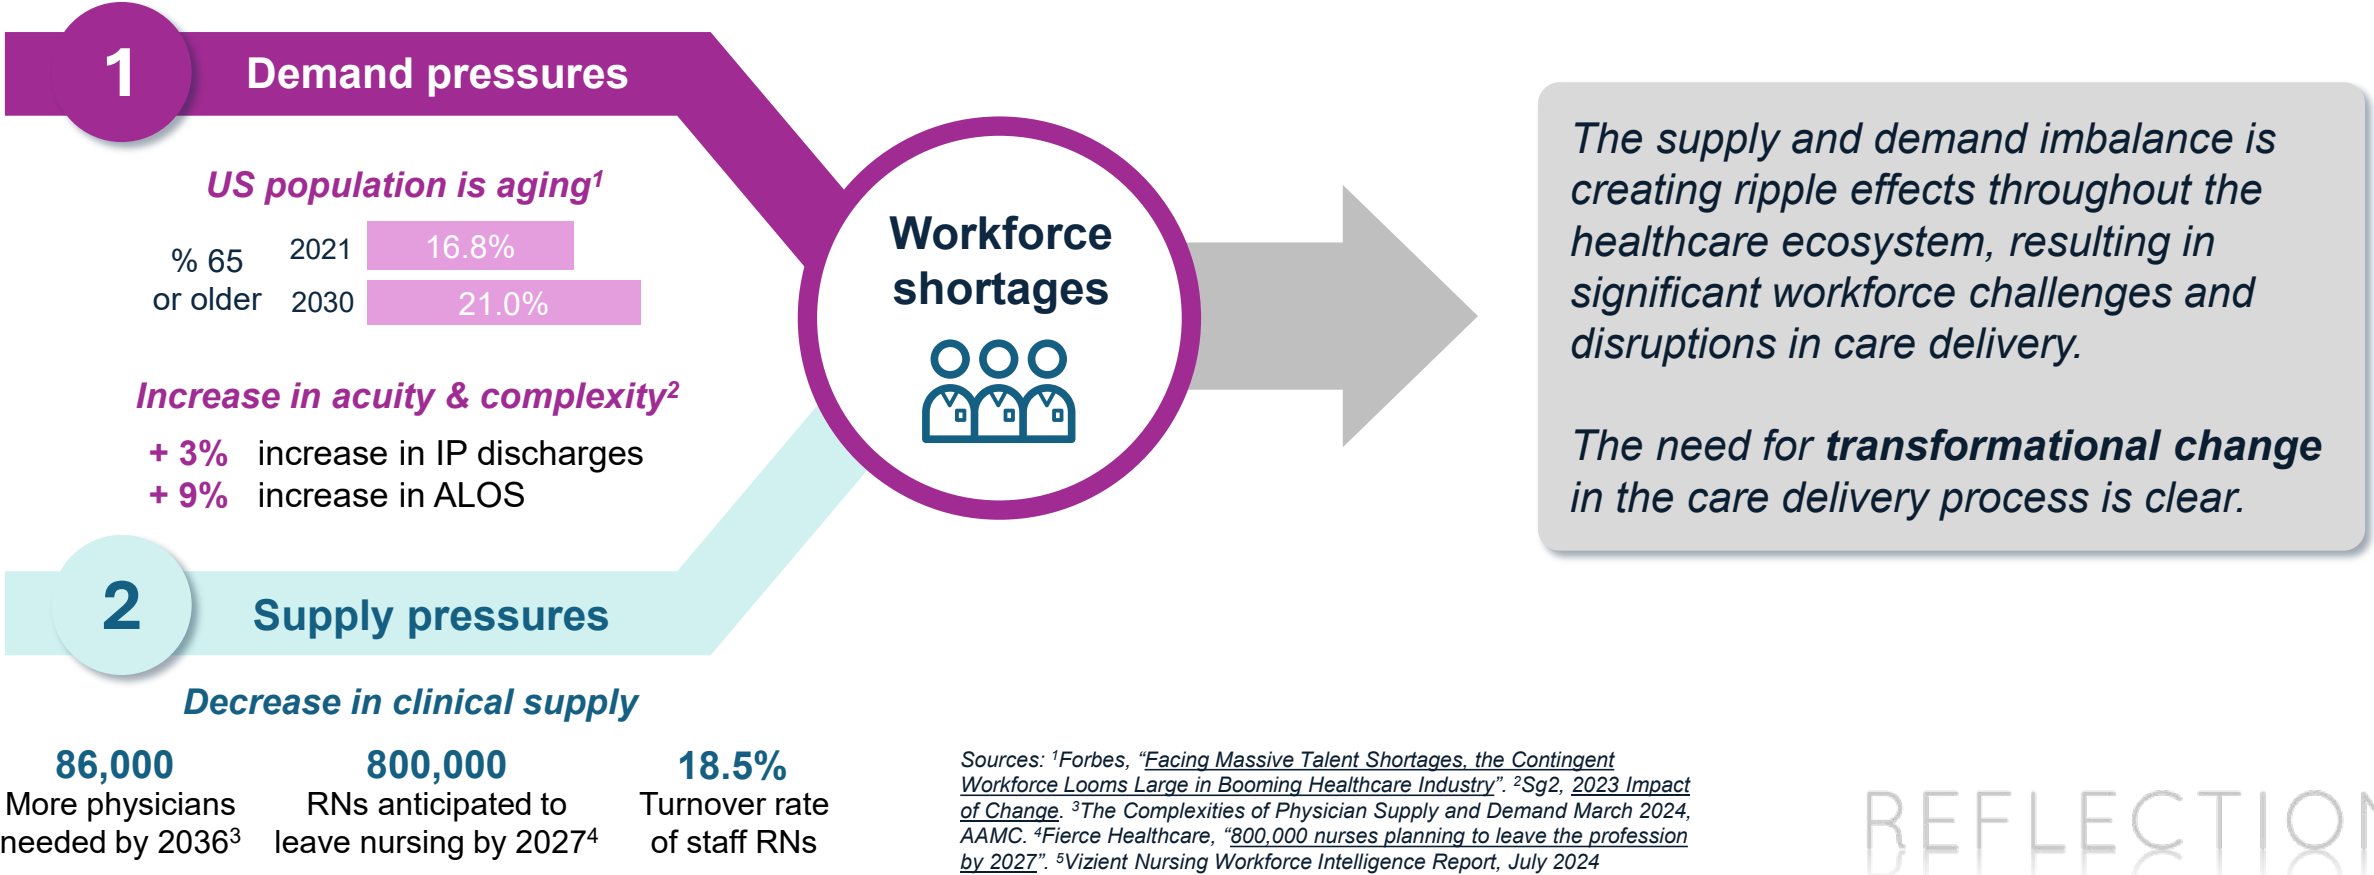 1
Demand pressures
US population is aging¹
% 65
or older
2021
16.8%
2030
21.0%
Increase in acuity & complexity²
+ 3% increase in IP discharges
+ 9% increase in ALOS
2
Supply pressures
Decrease in clinical supply
86,000
More physicians
needed by 2036³
800,000
RNs anticipated to
leave nursing by 2027⁴
18.5%
Turnover rate
of staff RNs
Workforce
shortages
The supply and demand imbalance is
creating ripple effects throughout the
healthcare ecosystem, resulting in
significant workforce challenges and
disruptions in care delivery.
The need for transformational change
in the care delivery process is clear.
Sources: ¹Forbes, “Facing Massive Talent Shortages, the Contingent
Workforce Looms Large in Booming Healthcare Industry”. ²Sg2, 2023 Impact
of Change. ³The Complexities of Physician Supply and Demand March 2024,
AAMC. ⁴Fierce Healthcare, “800,000 nurses planning to leave the profession
by 2027”. ⁵Vizient Nursing Workforce Intelligence Report, July 2024
REFLECTION